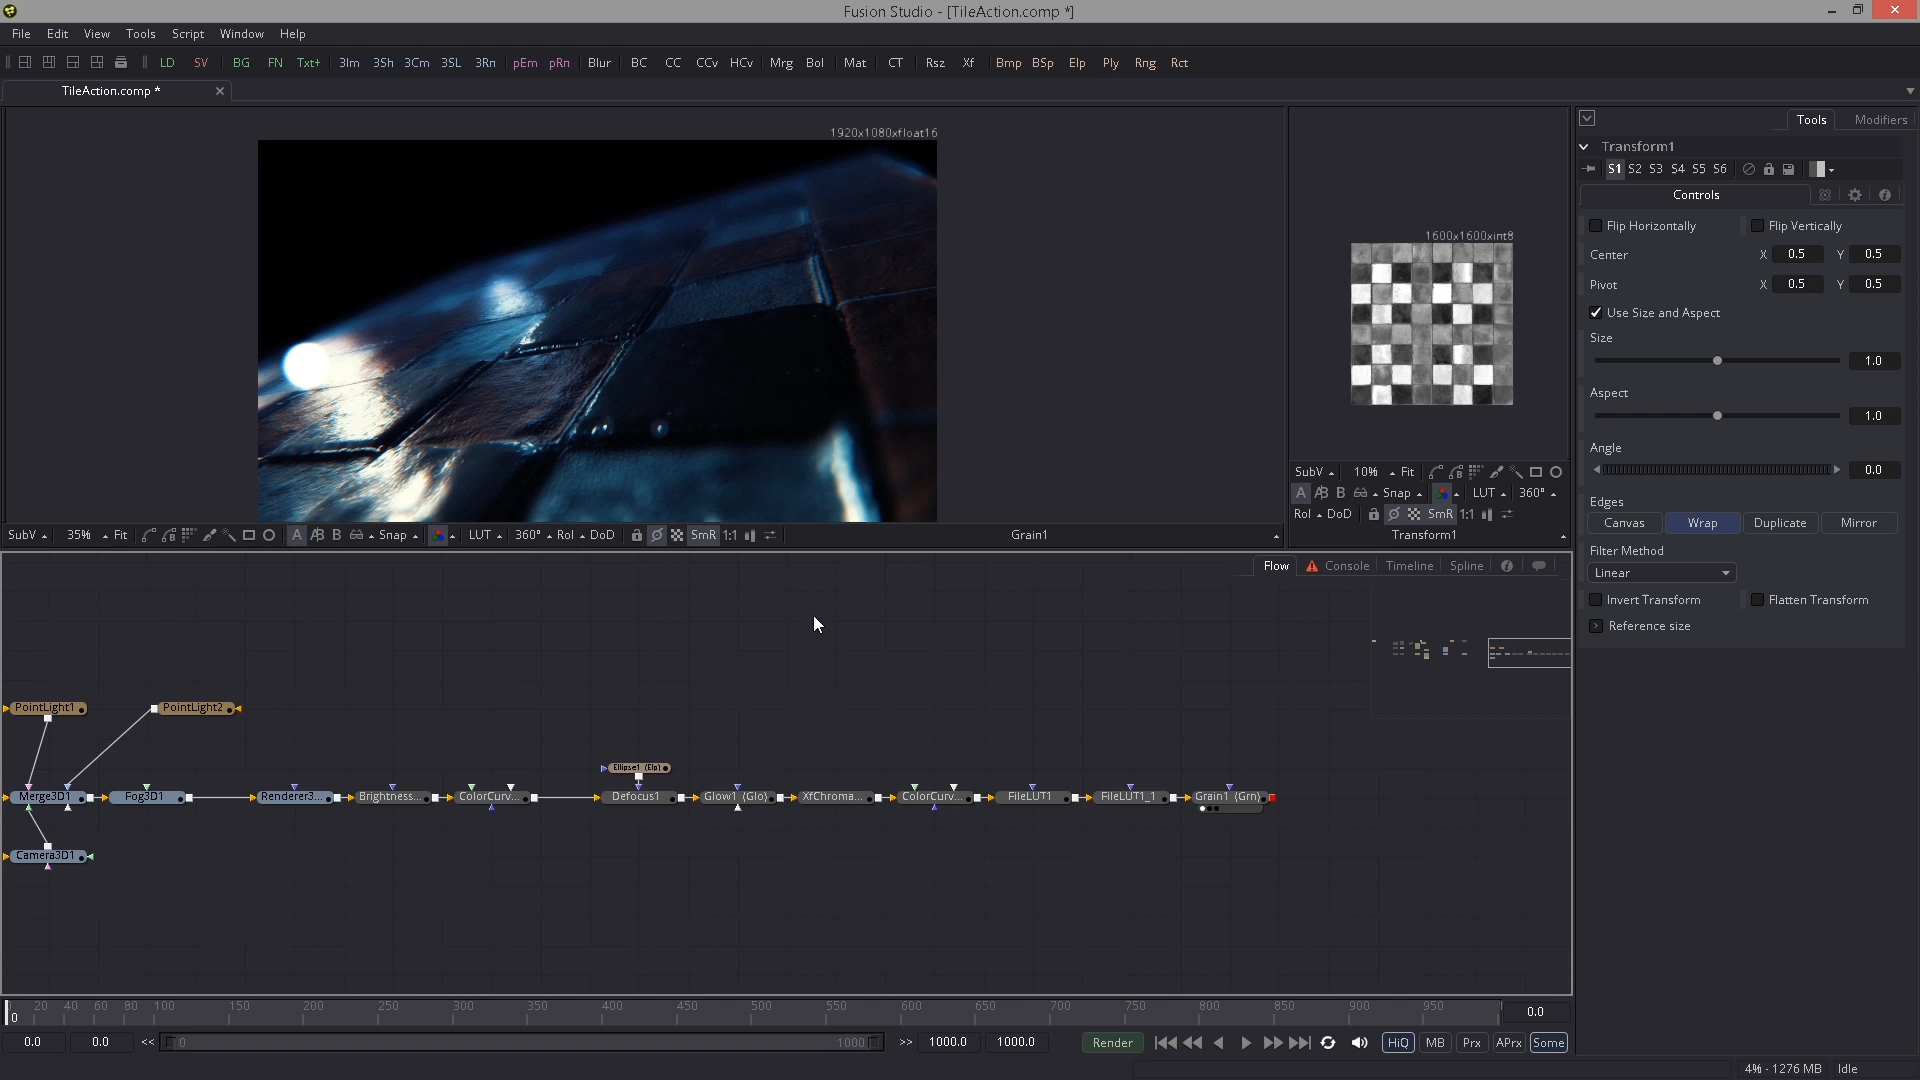 Fusion Studio - [TileAction.comp *]
File Edit View Tools Script Window Help
LD SV BG FN Txt+ 3Im 3Sh 3Cm 3SL 3Rn pEm pRn Blur BC CC CCv HCv Mrg Bol Mat CT Rsz Xf Bmp BSp Elp Ply Rng Rct
TileAction.comp *
1920x1080xfloat16
1600x1600xint8
Tools Modifiers
Transform1
S1 S2 S3 S4 S5 S6
Controls
Flip Horizontally Flip Vertically
Center X 0.5 Y 0.5
Pivot X 0.5 Y 0.5
Use Size and Aspect
Size
1.0
Aspect
1.0
Angle
0.0
Edges
Canvas Wrap Duplicate Mirror
Filter Method
Linear
Invert Transform Flatten Transform
Reference size
SubV 10% Fit
A B B Snap LUT 360°
RoI DoD SmR 1:1
Transform1
SubV 35% Fit A B B Snap LUT 360° RoI DoD SmR 1:1 Grain1
Flow Console Timeline Spline
PointLight1 PointLight2
Ellipse1 (Elp)
Merge3D1 Fog3D1 Renderer3... Brightness... ColorCurv... Defocus1 Glow1 (Glo) XfChroma... ColorCurv... FileLUT1 FileLUT1_1 Grain1 (Grn)
Camera3D1
0 20 40 60 80 100 150 200 250 300 350 400 450 500 550 600 650 700 750 800 850 900 950 0.0
0.0 0.0 << 0 1000 >> 1000.0 1000.0 Render HiQ MB Prx APrx Some
4% - 1276 MB Idle